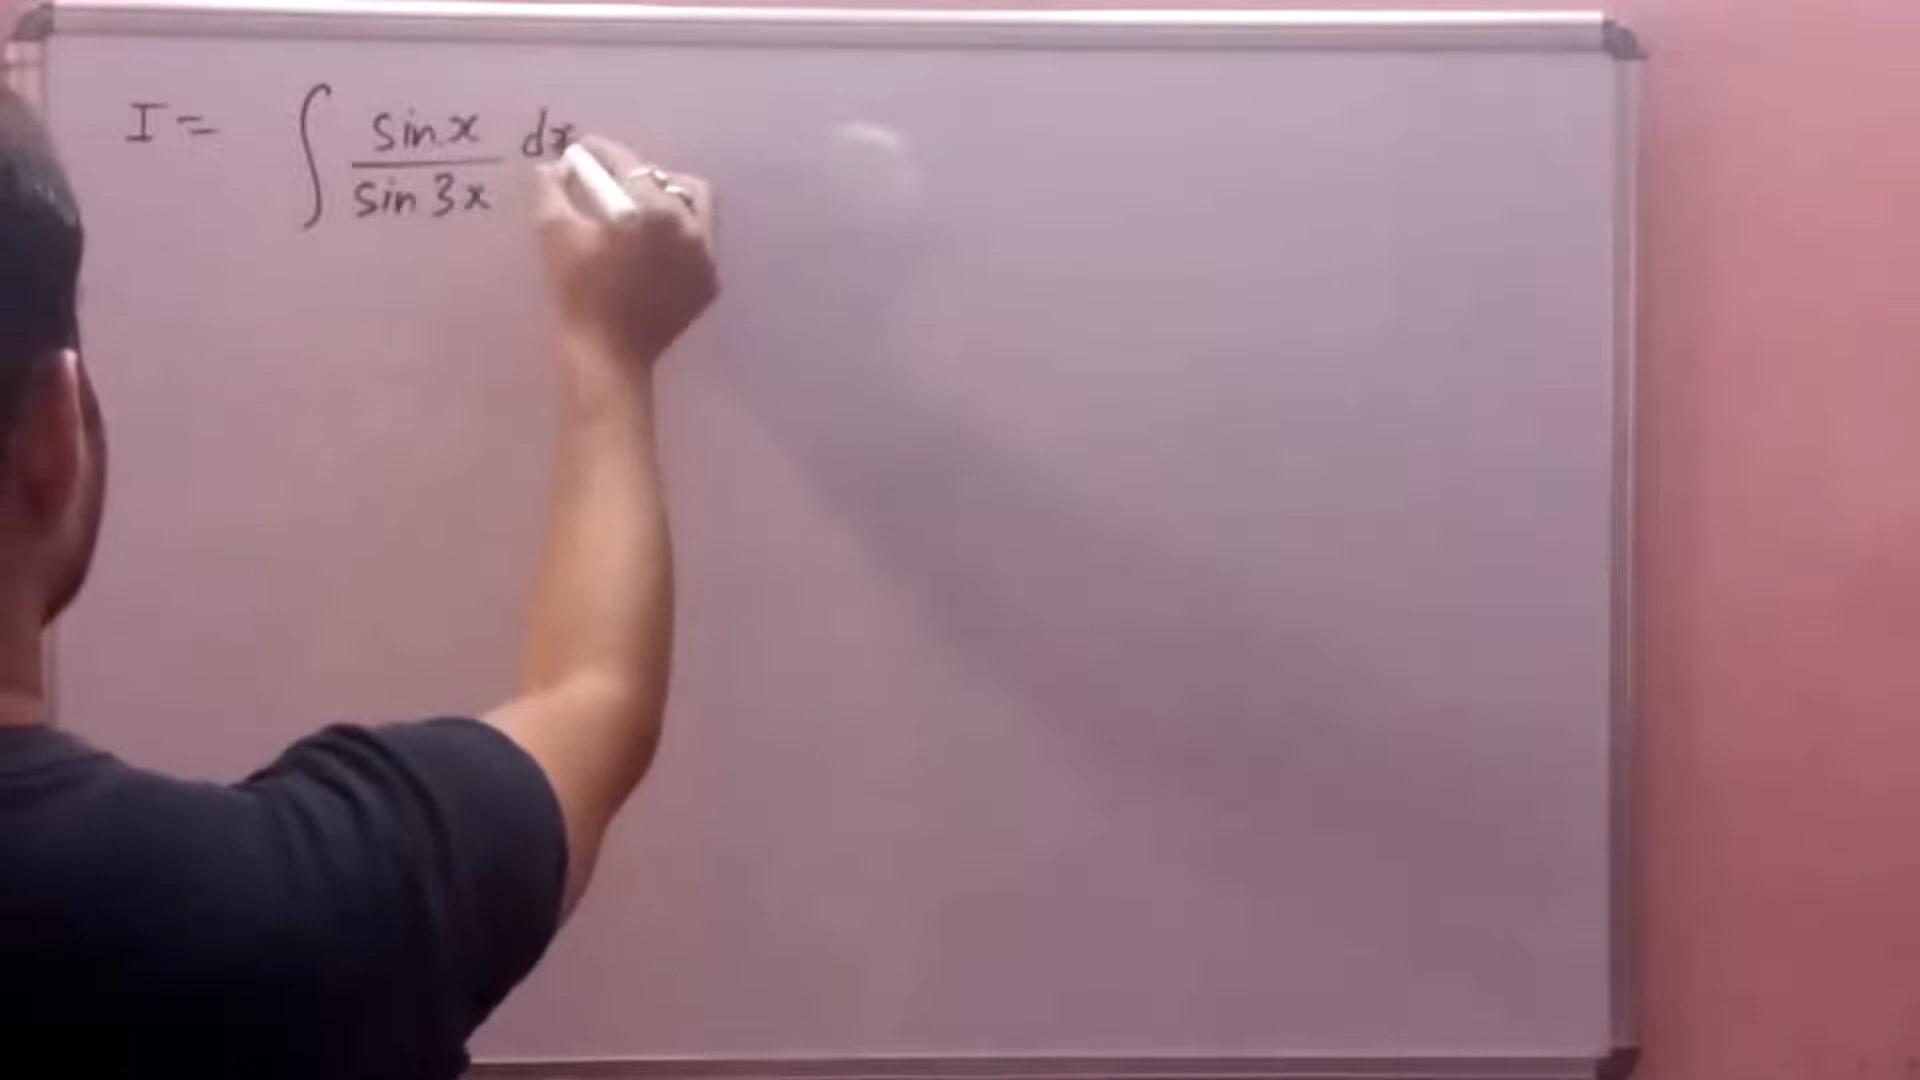 I = ∫ sin x / sin 3x dx